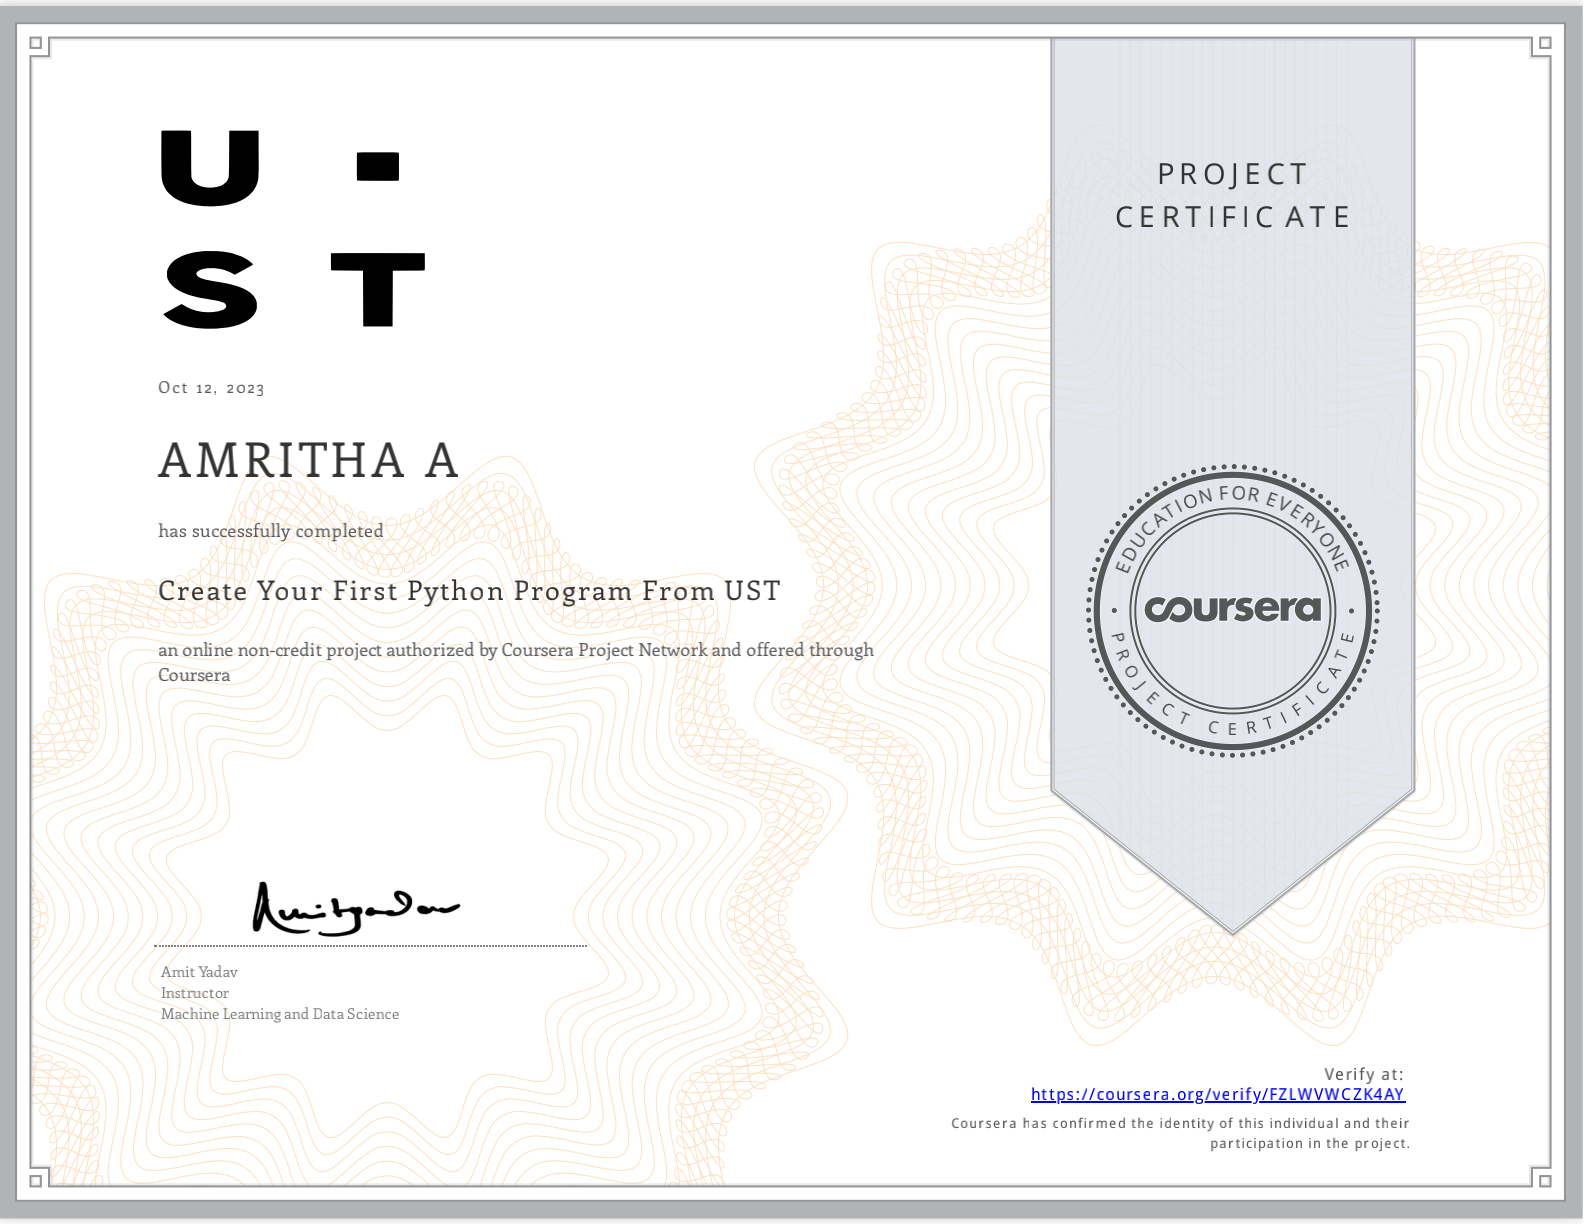 U ·
S T
Oct 12, 2023
AMRITHA A
has successfully completed
Create Your First Python Program From UST
an online non-credit project authorized by Coursera Project Network and offered through
Coursera
Amityadav
Amit Yadav
Instructor
Machine Learning and Data Science
PROJECT
CERTIFICATE
EDUCATION FOR EVERYONE
coursera
PROJECT CERTIFICATE
Verify at:
https://coursera.org/verify/FZLWVWCZK4AY
Coursera has confirmed the identity of this individual and their
participation in the project.